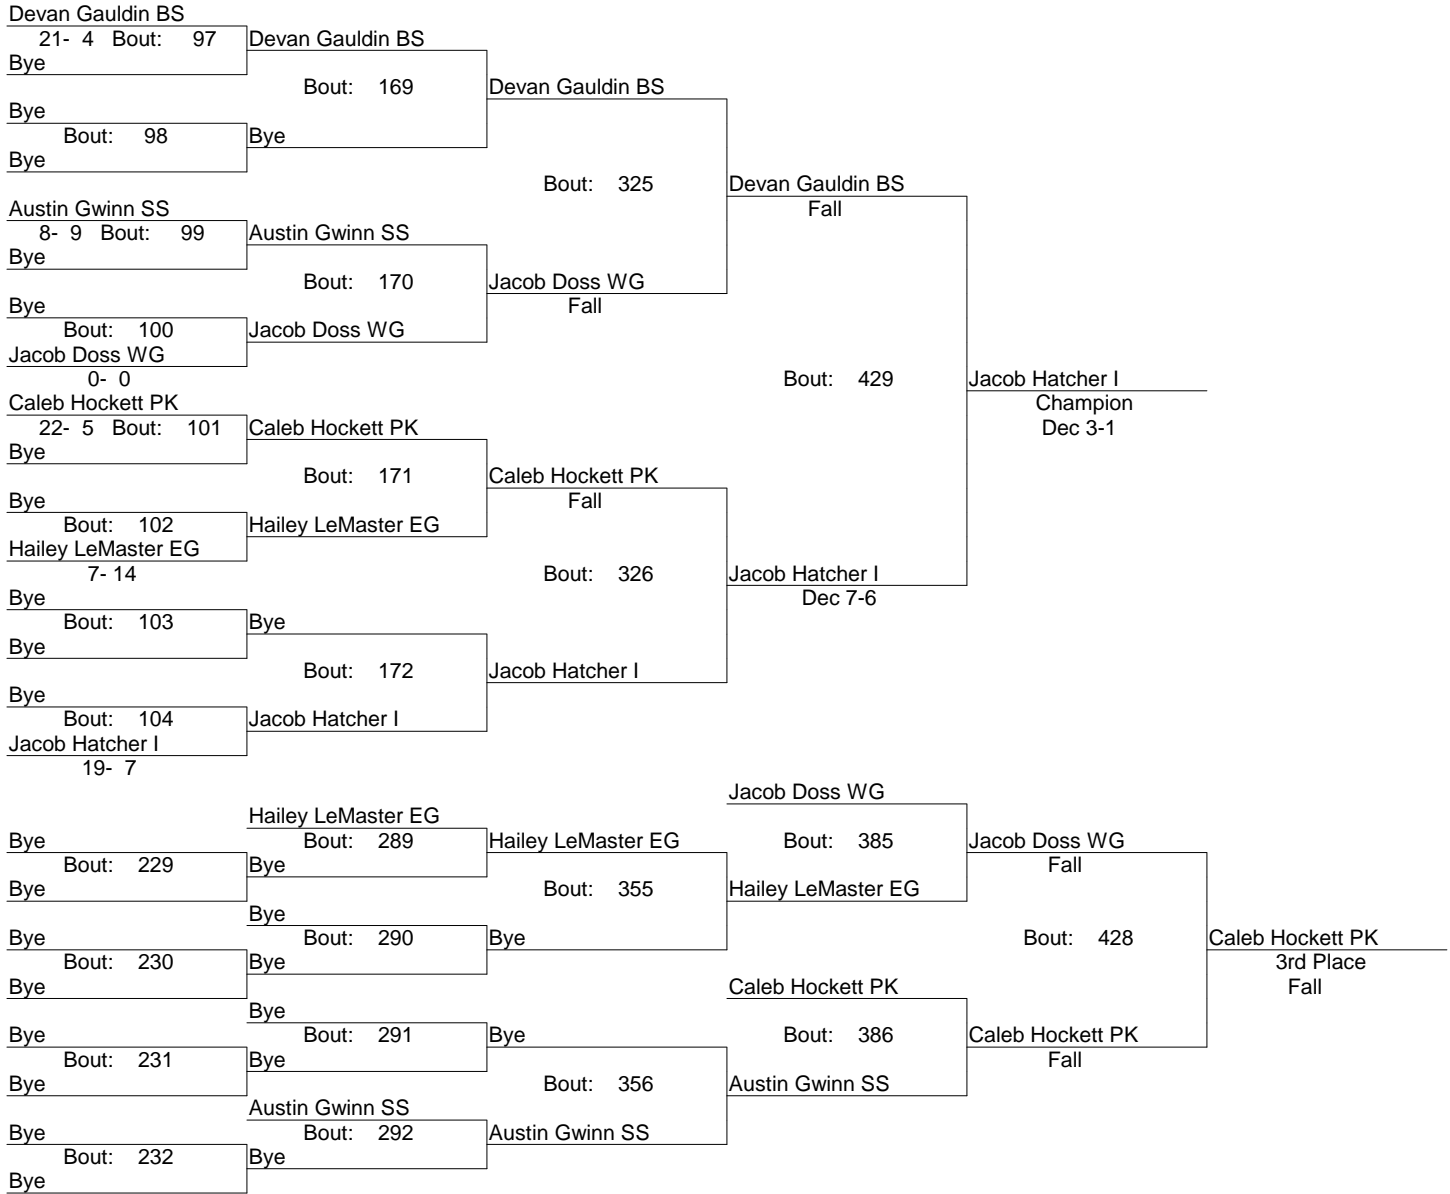 Devan Gauldin BS
21- 4 Bout: 97 Devan Gauldin BS
Bye
Bout: 169 Devan Gauldin BS
Bye
Bout: 98 Bye
Bye
Bout: 325 Devan Gauldin BS
Fall
Austin Gwinn SS
8- 9 Bout: 99 Austin Gwinn SS
Bye
Bout: 170 Jacob Doss WG
Bye Fall
Bout: 100 Jacob Doss WG
Jacob Doss WG
0- 0 Bout: 429 Jacob Hatcher I
Caleb Hockett PK Champion
22- 5 Bout: 101 Caleb Hockett PK Dec 3-1
Bye
Bout: 171 Caleb Hockett PK
Bye Fall
Bout: 102 Hailey LeMaster EG
Hailey LeMaster EG
7- 14 Bout: 326 Jacob Hatcher I
Bye Dec 7-6
Bout: 103 Bye
Bye
Bout: 172 Jacob Hatcher I
Bye
Bout: 104 Jacob Hatcher I
Jacob Hatcher I
19- 7
Jacob Doss WG
Hailey LeMaster EG
Bye Bout: 289 Hailey LeMaster EG Bout: 385 Jacob Doss WG
Bout: 229 Bye Fall
Bye Bout: 355 Hailey LeMaster EG
Bye
Bye Bout: 290 Bye Bout: 428 Caleb Hockett PK
Bout: 230 Bye 3rd Place
Bye Caleb Hockett PK Fall
Bye
Bye Bout: 291 Bye Bout: 386 Caleb Hockett PK
Bout: 231 Bye Fall
Bye Bout: 356 Austin Gwinn SS
Austin Gwinn SS
Bye Bout: 292 Austin Gwinn SS
Bout: 232 Bye
Bye